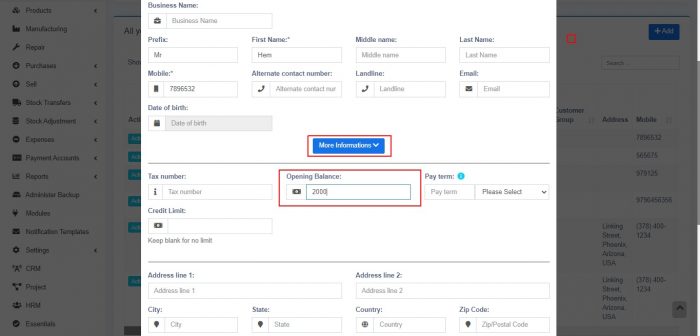 Products
Manufacturing
Repair
Purchases
Sell
Stock Transfers
Stock Adjustment
Expenses
Payment Accounts
Reports
Administer Backup
Modules
Notification Templates
Settings
CRM
Project
HRM
Essentials
All yo
Sho
Acti
Business Name:
Business Name
Prefix: First Name:* Middle name: Last Name:
Mr Hem Middle name Last Name
Mobile:* Alternate contact number: Landline: Email:
7896532 Alternate contact nur Landline Email
Date of birth:
Date of birth
More Informations
Tax number: Opening Balance: Pay term:
Tax number 2000 Pay term Please Select
Credit Limit:
Keep blank for no limit
Address line 1: Address line 2:
Address line 1 Address line 2
City: State: Country: Zip Code:
City State Country Zip/Postal Code
+Add
Search ...
Customer
Group Address Mobile
7896532
565675
979125
9796456356
Linking
Street,
Phoenix,
Arizona,
USA
(378) 400-
1234
Linking
Street,
Phoenix,
Arizona,
USA
(378) 400-
1234